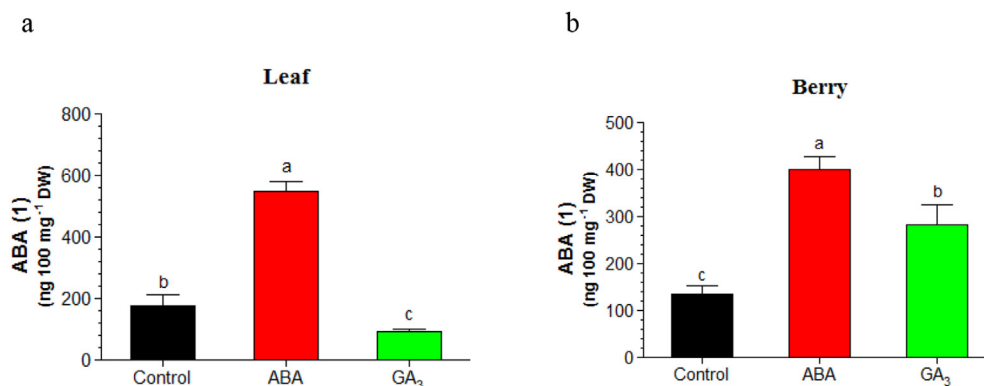 a
Leaf
ABA (1)
(ng 100 mg⁻¹ DW)
800
600
400
200
0
b
a
c
Control
ABA
GA₃
b
Berry
ABA (1)
(ng 100 mg⁻¹ DW)
500
400
300
200
100
0
c
a
b
Control
ABA
GA₃